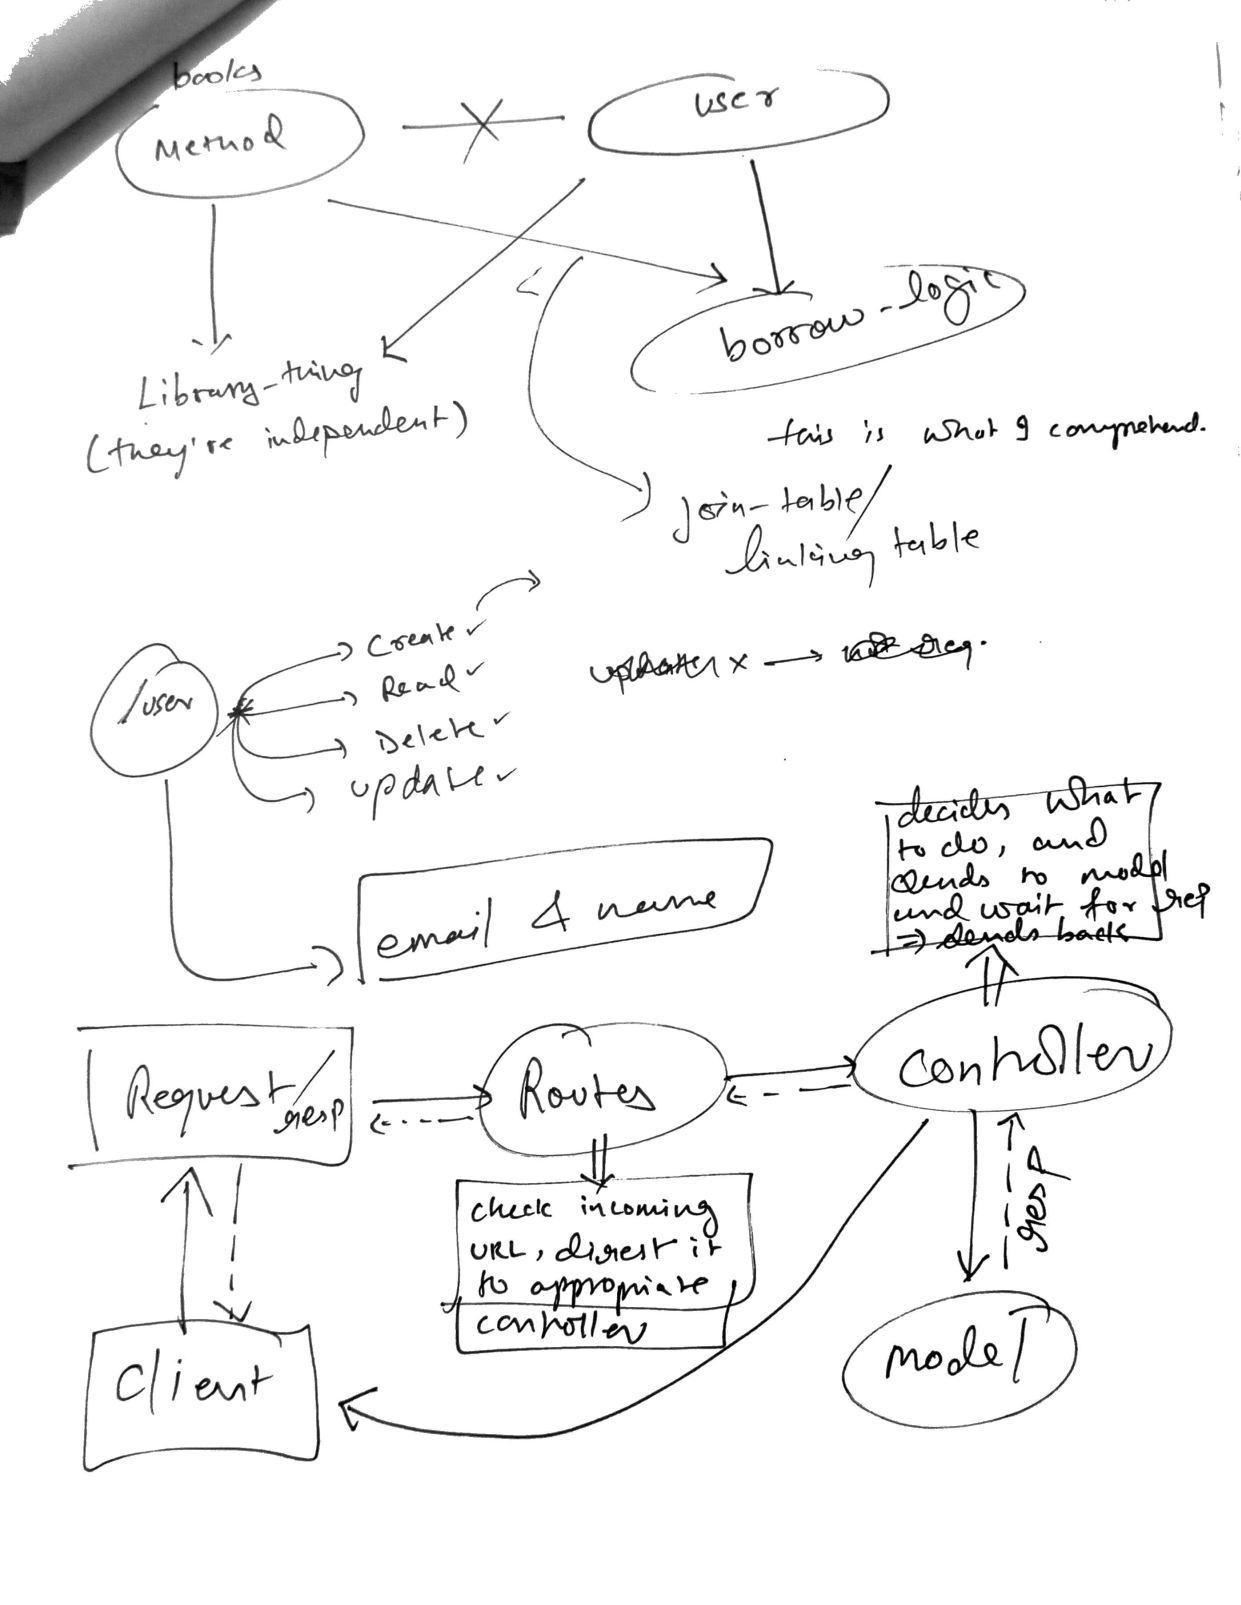 books
Method
user
borrow-logic
Library-thing
(they're independent)
this is what I comprehend.
join-table/
linking table
Create ✓
Read ✓
Delete ✓
update ✓
/user
x →
req.
email & name
decides what
to do, and
sends to model
and wait for resp
⇒ sends back
Request/
resp
Routes
Controller
check incoming
URL, digest it
to appropriate
controller
resp
Client
model